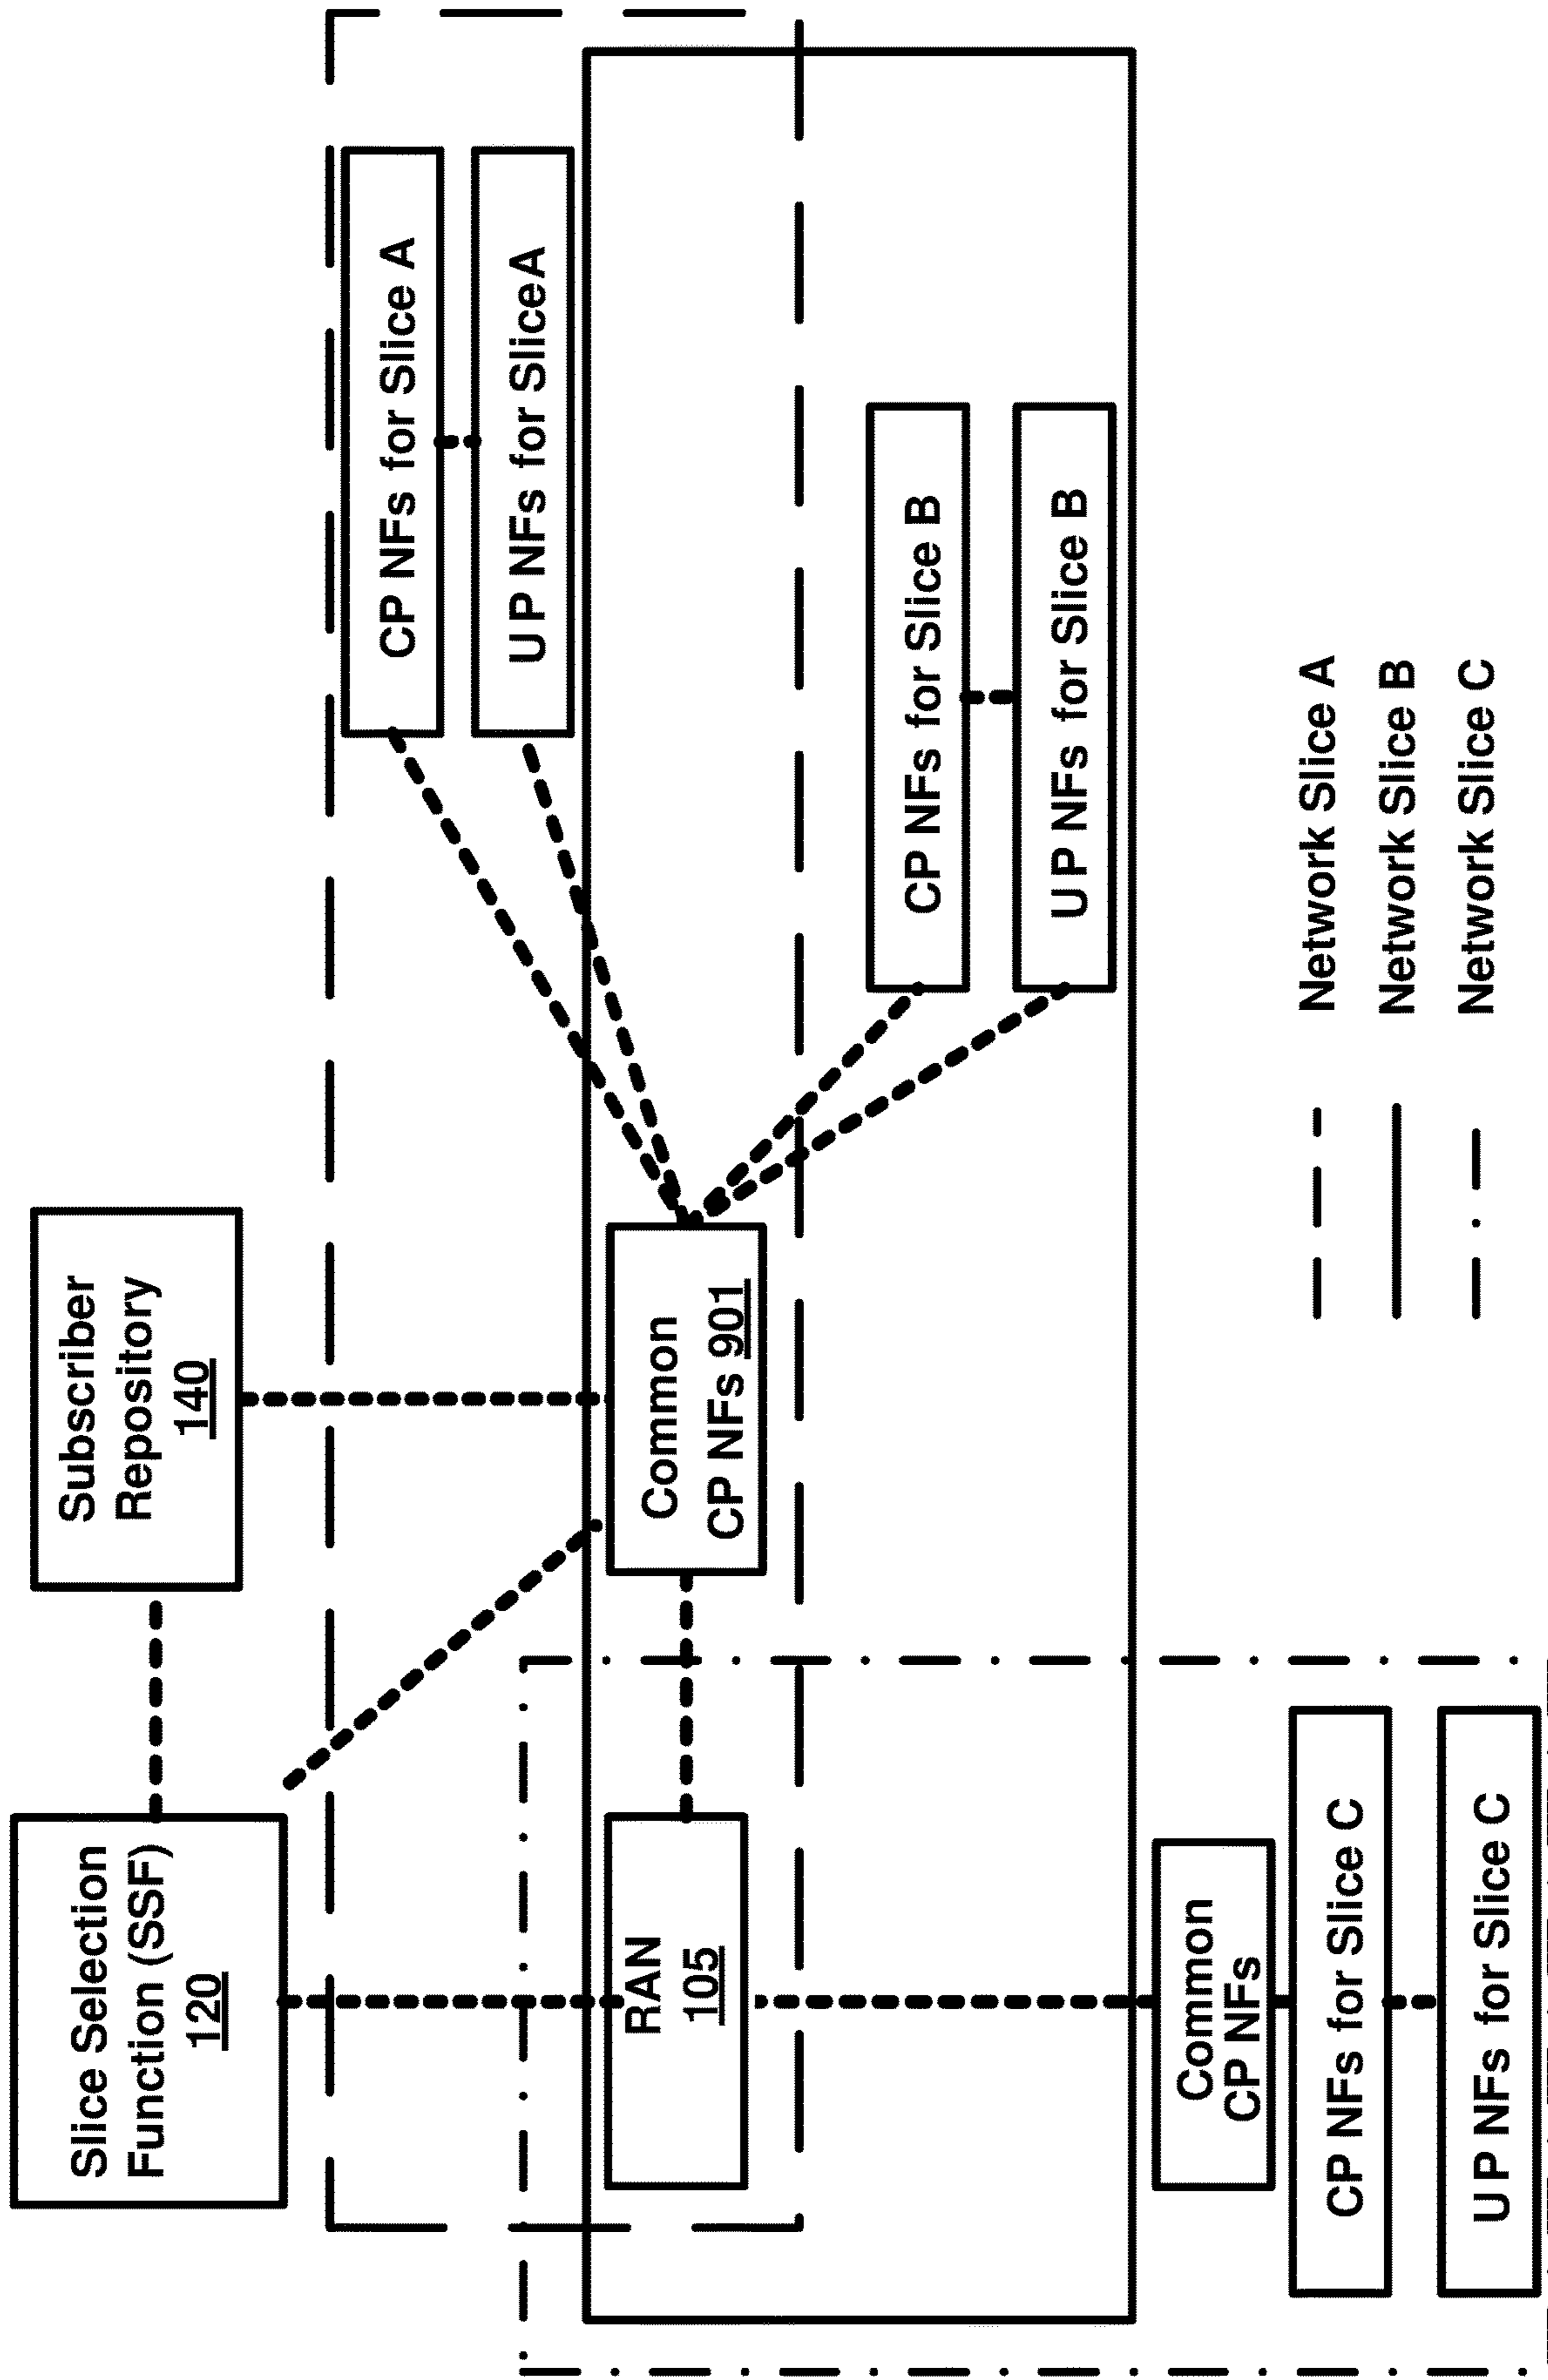 Slice Selection
Function (SSF)
120
Subscriber
Repository
140
RAN
105
Common
CP NFs 901
CP NFs for Slice A
UP NFs for SliceA
CP NFs for Slice B
UP NFs for Slice B
Common
CP NFs
CP NFs for Slice C
UP NFs for Slice C
Network Slice A
Network Slice B
Network Slice C